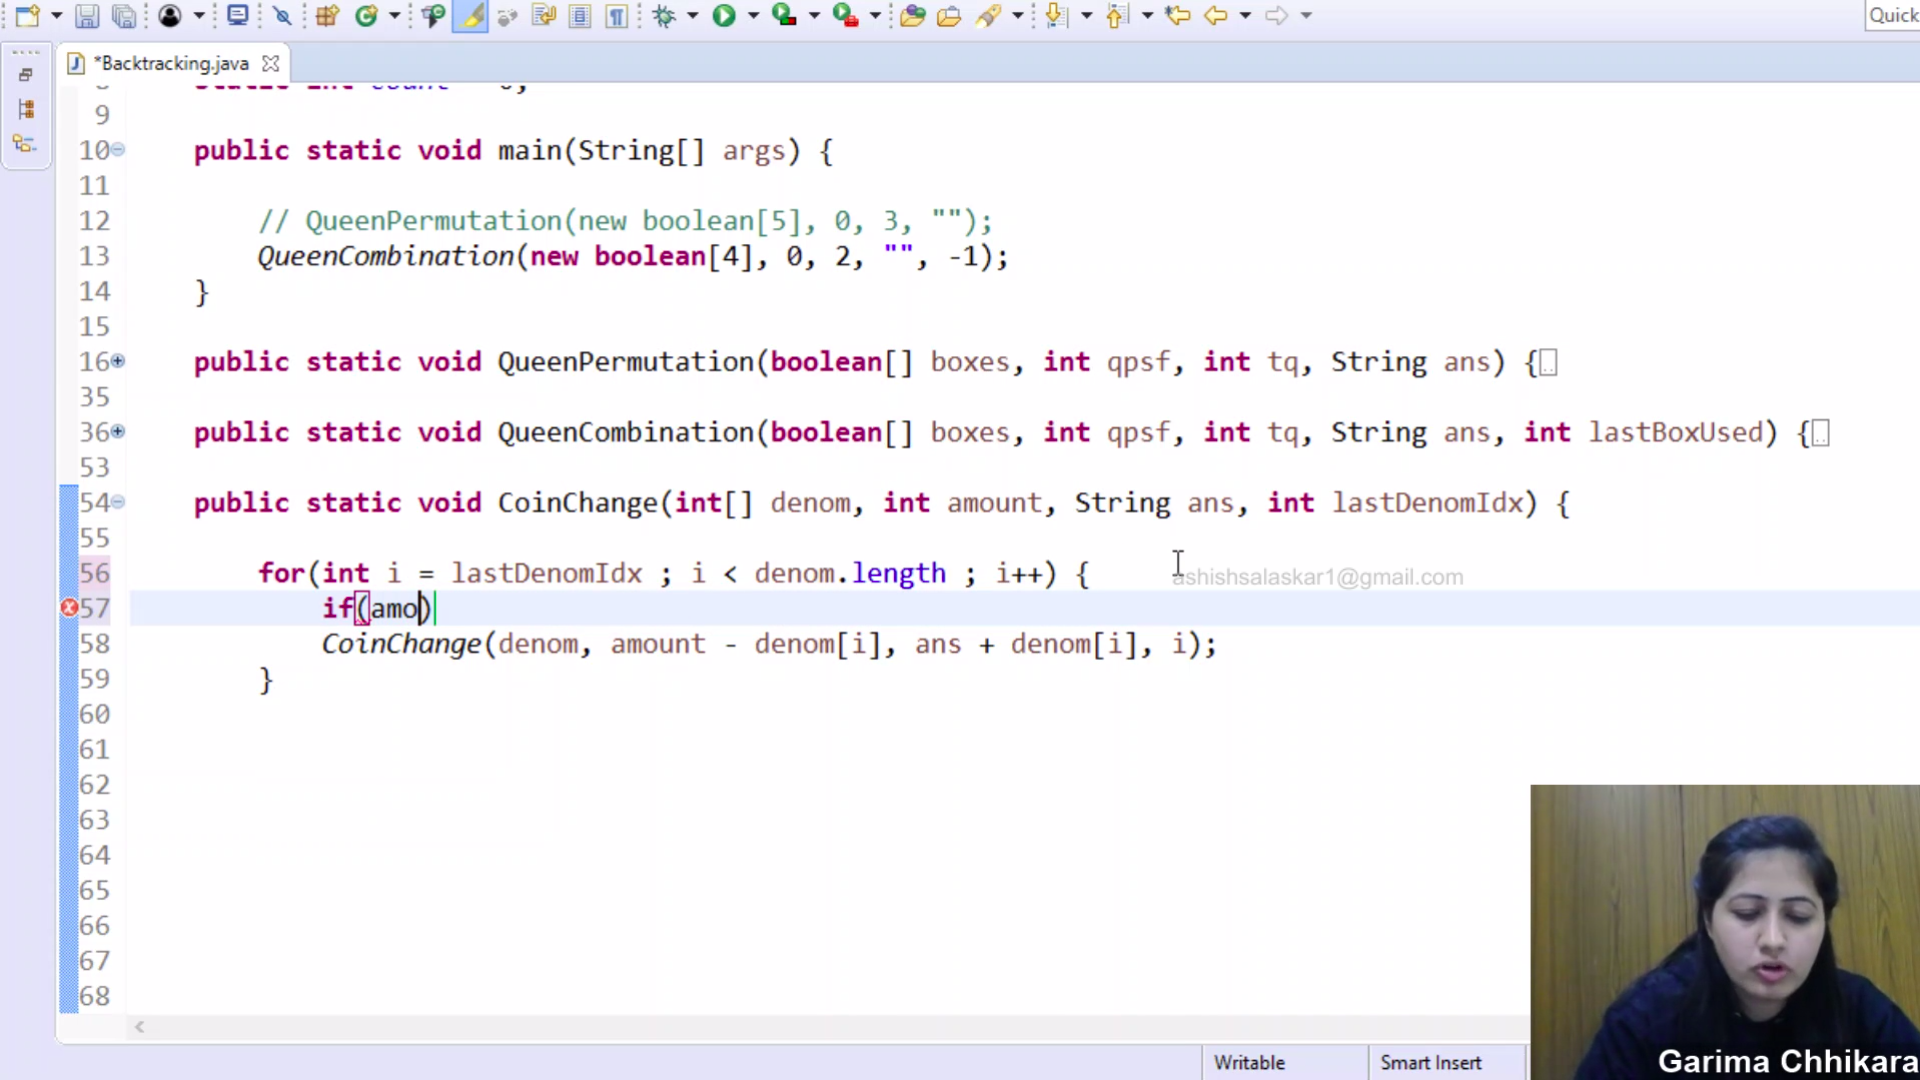 Quick
*Backtracking.java
static int count = 0;
9
10 public static void main(String[] args) {
11
12 // QueenPermutation(new boolean[5], 0, 3, "");
13 QueenCombination(new boolean[4], 0, 2, "", -1);
14 }
15
16 public static void QueenPermutation(boolean[] boxes, int qpsf, int tq, String ans) {
35
36 public static void QueenCombination(boolean[] boxes, int qpsf, int tq, String ans, int lastBoxUsed) {
53
54 public static void CoinChange(int[] denom, int amount, String ans, int lastDenomIdx) {
55
56 for(int i = lastDenomIdx ; i < denom.length ; i++) {
ashishsalaskar1@gmail.com
57 if(amo)
58 CoinChange(denom, amount - denom[i], ans + denom[i], i);
59 }
60
61
62
63
64
65
66
67
68
Writable
Smart Insert
Garima Chhikara